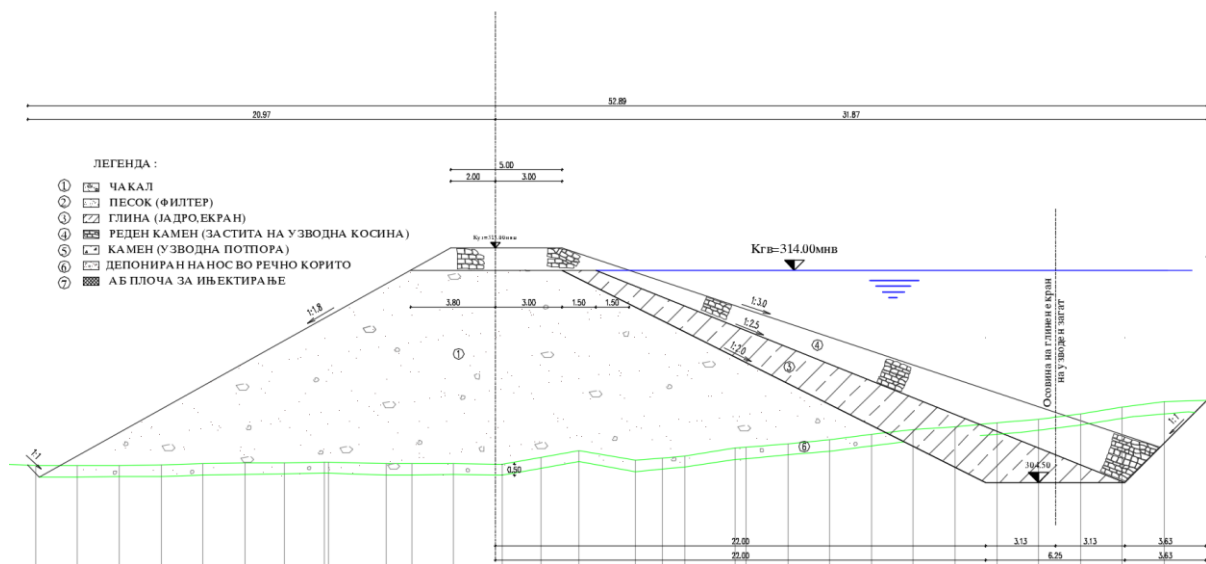 52.89
20.97 31.87
ЛЕГЕНДА :
1 ЧАКАЛ
2 ПЕСОК (ФИЛТЕР)
3 ГЛИНА (ЈАДРО,ЕКРАН)
4 РЕДЕН КАМЕН (ЗАСТИТА НА УЗВОДНА КОСИНА)
5 КАМЕН (УЗВОДНА ПОТПОРА)
6 ДЕПОНИРАН НАНОС ВО РЕЧНО КОРИТО
7 АБ ПЛОЧА ЗА ИЊЕКТИРАЊЕ
5.00
2.00 3.00
Кгв=314.00мнв
Осовина на глинен екран
на узводен загат
3.80 3.00 1.50 1.50
1:1.8
1:3.0
1:2.5
1:2.0
1
4
3
6
1:1
1:1
0.50
304.50
22.00 3.13 3.13 3.63
22.00 6.25 3.63